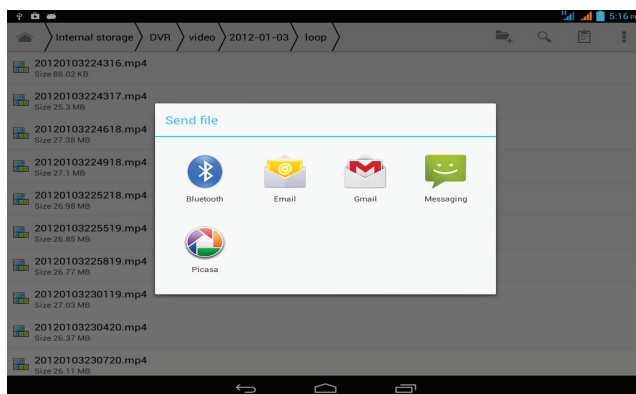 H
5:16 P
Internal storage
DVR
video
2012-01-03
loop
20120103224316.mp4
Size 88.02 KB
20120103224317.mp4
Size 25.3 MB
20120103224618.mp4
Size 27.38 MB
20120103224918.mp4
Size 27.1 MB
20120103225218.mp4
Size 26.98 MB
20120103225519.mp4
Size 26.85 MB
20120103225819.mp4
Size 26.77 MB
20120103230119.mp4
Size 27.03 MB
20120103230420.mp4
Size 26.37 MB
20120103230720.mp4
Size 26.11 MB
Send file
Bluetooth
Email
Gmail
Messaging
Picasa